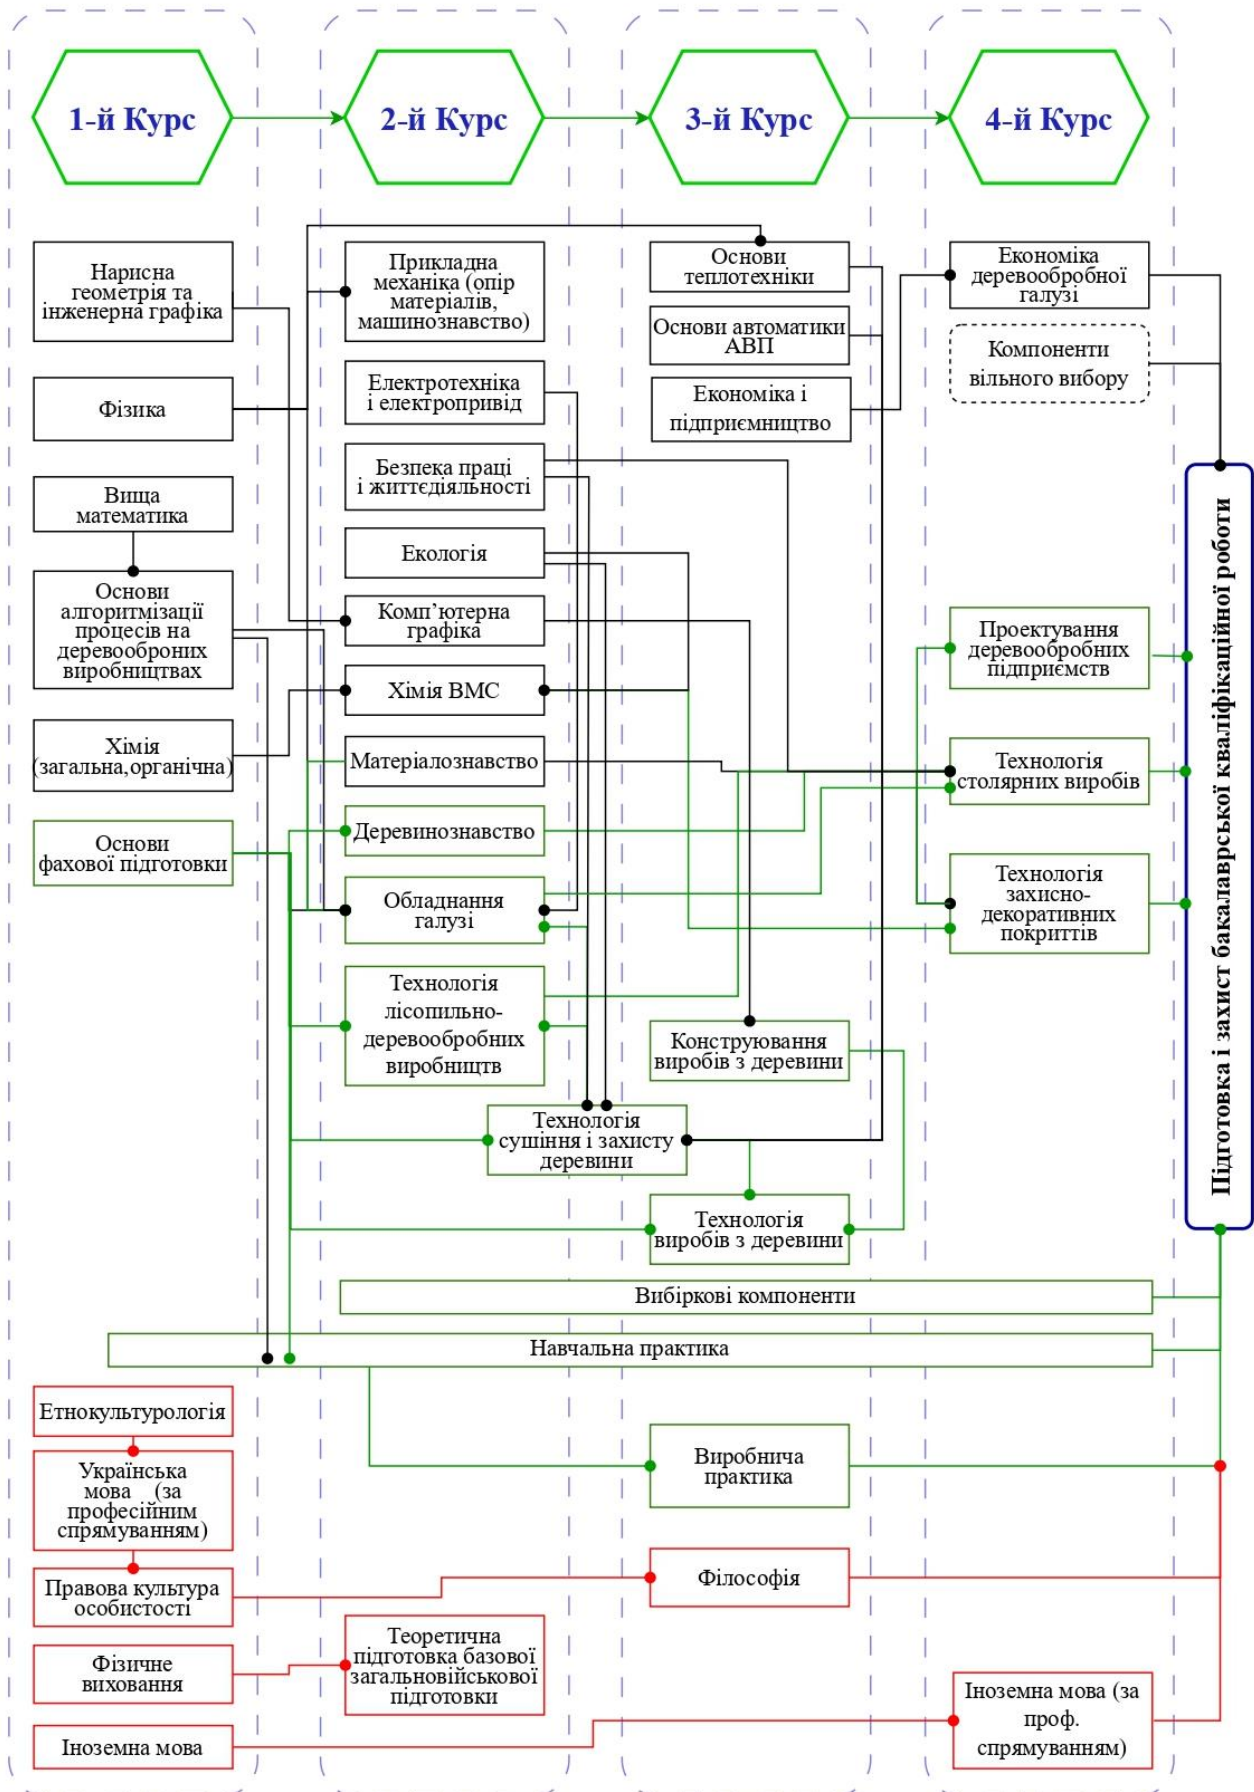 1-й Курс
2-й Курс
3-й Курс
4-й Курс
Нарисна
геометрія та
інженерна графіка
Фізика
Вища
математика
Основи
алгоритмізації
процесів на
деревооброних
виробництвах
Хімія
(загальна,органічна)
Основи
фахової підготовки
Прикладна
механіка (опір
матеріалів,
машинознавство)
Електротехніка
і електропривід
Безпека праці
і життєдіяльності
Екологія
Комп’ютерна
графіка
Хімія ВМС
Матеріалознавство
Деревинознавство
Обладнання
галузі
Технологія
лісопильно-
деревообробних
виробництв
Технологія
сушіння і захисту
деревини
Основи
теплотехніки
Основи автоматики
АВП
Економіка і
підприємництво
Конструювання
виробів з деревини
Технологія
виробів з деревини
Економіка
деревообробної
галузі
Компоненти
вільного вибору
Проектування
деревообробних
підприємств
Технологія
столярних виробів
Технологія
захисно-
декоративних
покриттів
Підготовка і захист бакалаврської кваліфікаційної роботи
Вибіркові компоненти
Навчальна практика
Етнокультурологія
Українська
мова (за
професійним
спрямуванням)
Правова культура
особистості
Фізичне
виховання
Іноземна мова
Теоретична
підготовка базової
загальновійськової
підготовки
Виробнича
практика
Філософія
Іноземна мова (за
проф.
спрямуванням)